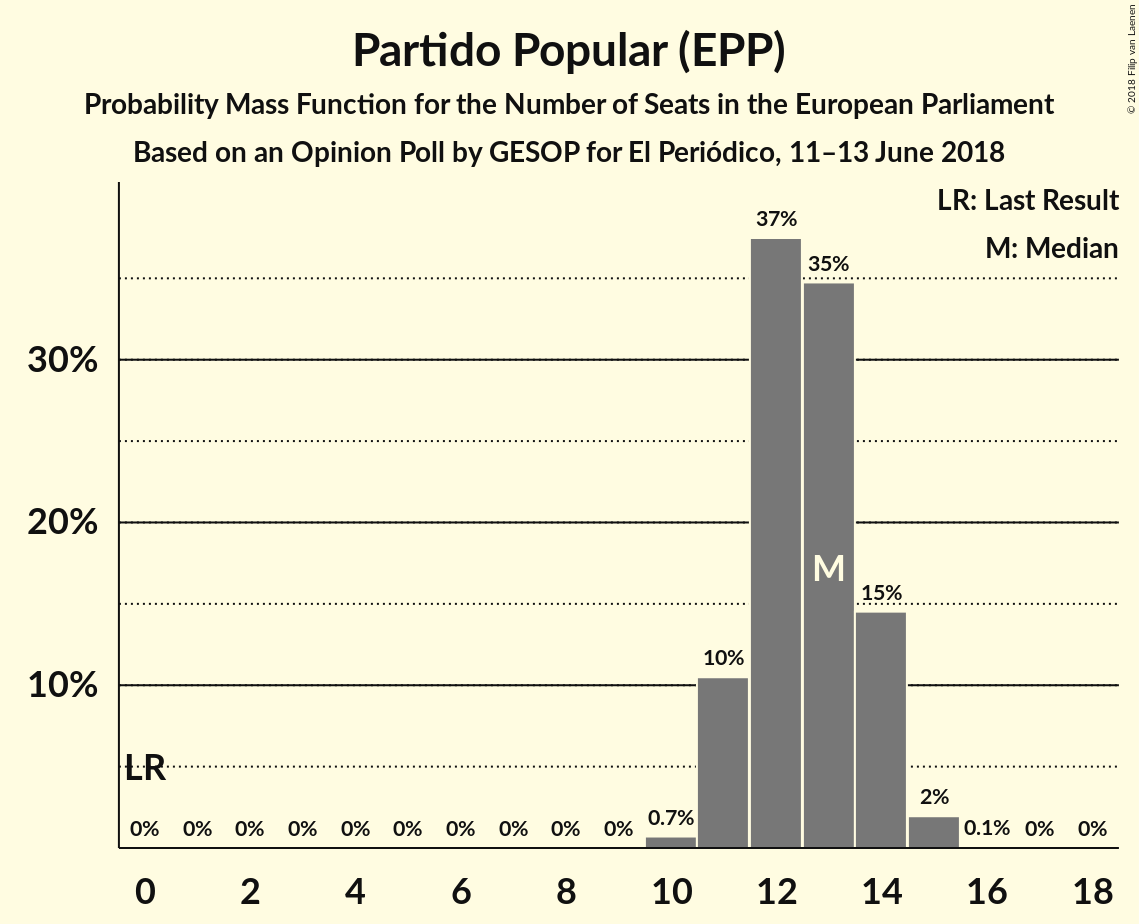 Partido Popular (EPP)
Probability Mass Function for the Number of Seats in the European Parliament
Based on an Opinion Poll by GESOP for El Periódico, 11–13 June 2018
© 2018 Filip van Laenen
LR: Last Result
M: Median
37%
35%
30%
20%
M
15%
10%
10%
LR
2%
0% 0% 0% 0% 0% 0% 0% 0% 0% 0% 0.7% 0.1% 0% 0%
0 2 4 6 8 10 12 14 16 18